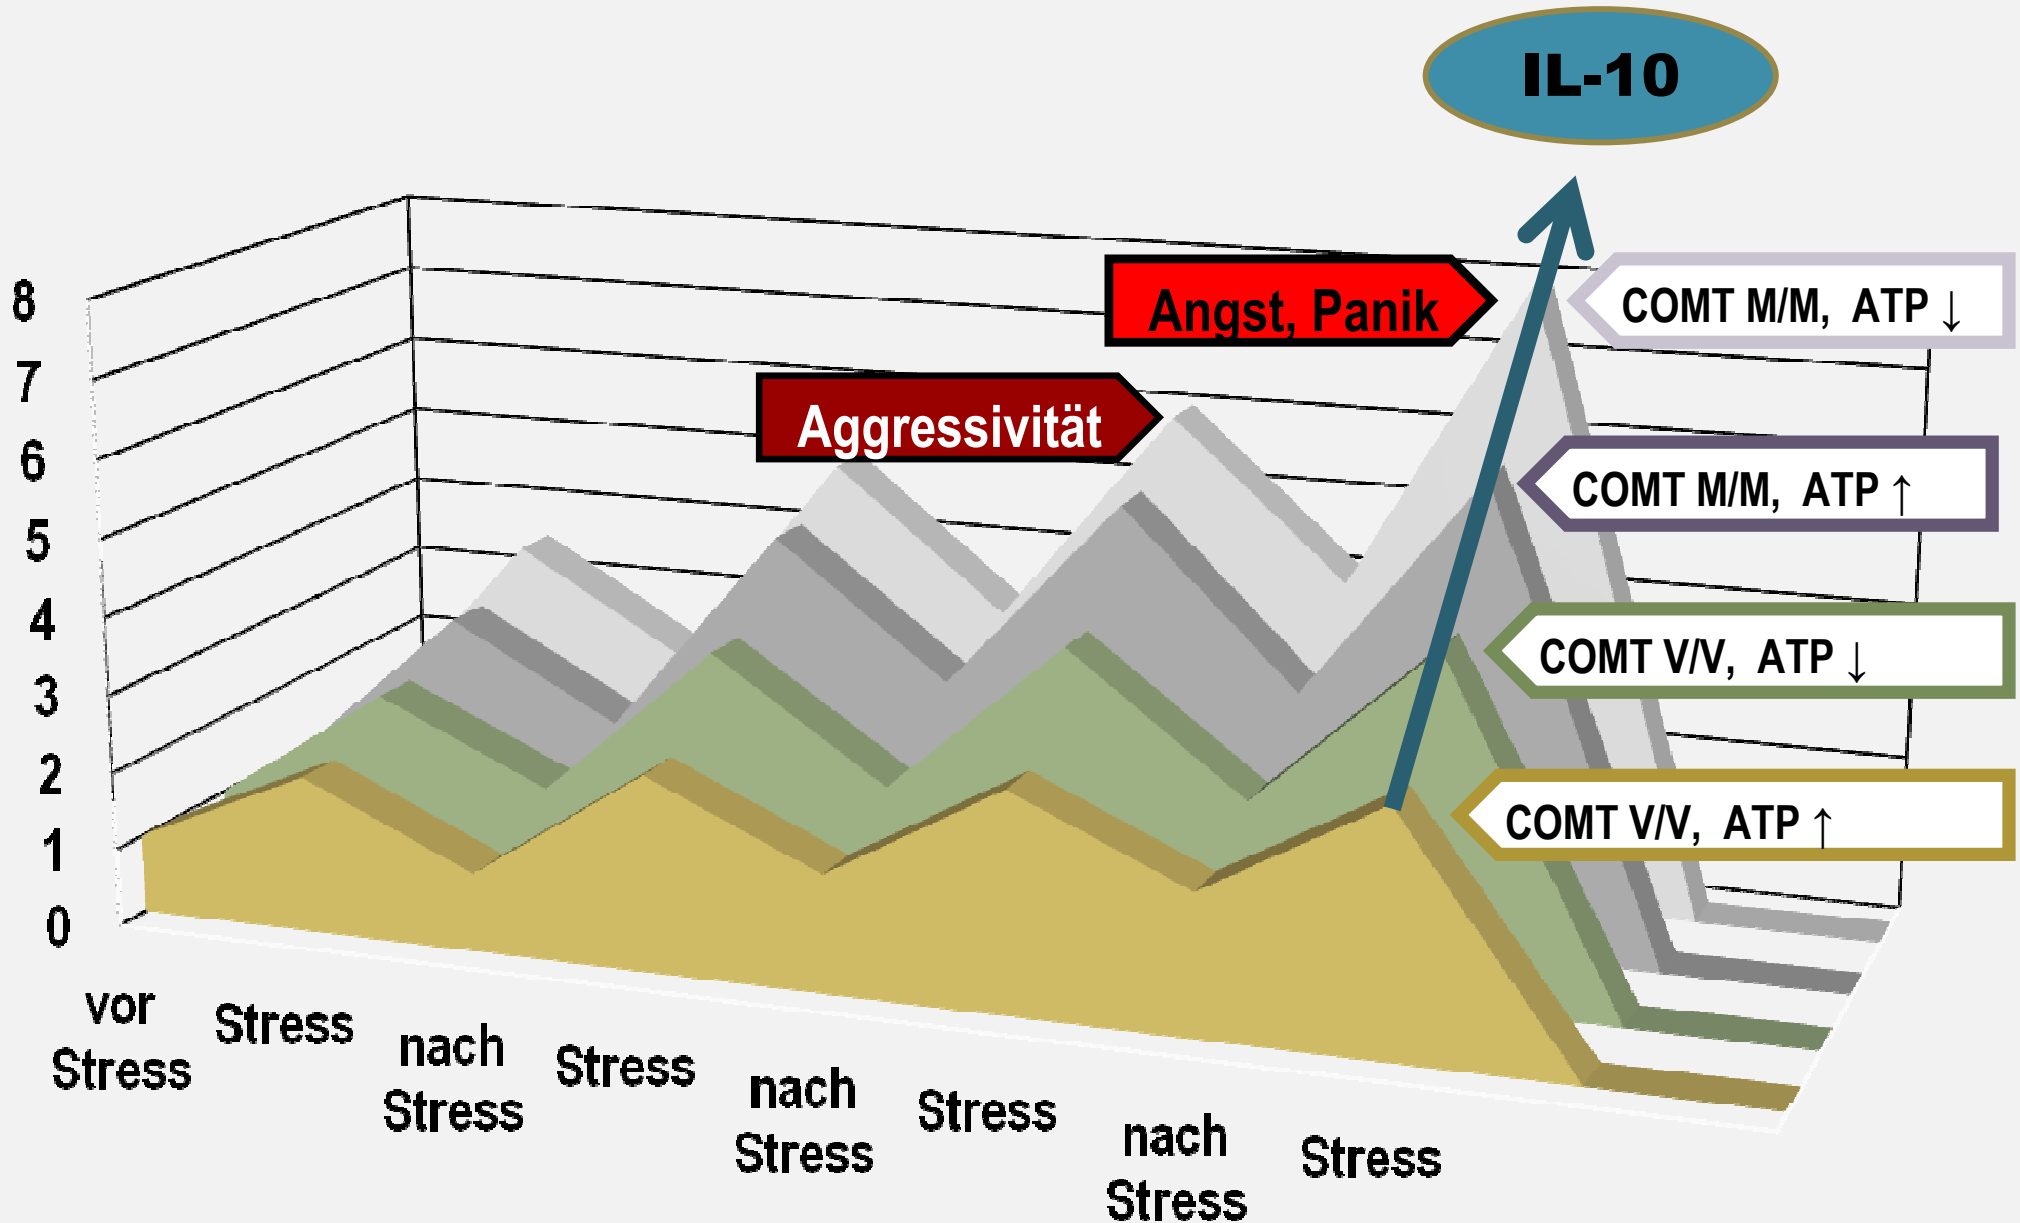 IL-10
Angst, Panik
COMT M/M, ATP ↓
Aggressivität
COMT M/M, ATP ↑
COMT V/V, ATP ↓
COMT V/V, ATP ↑
8
7
6
5
4
3
2
1
0
vor
Stress
Stress
nach
Stress
Stress
nach
Stress
Stress
nach
Stress
Stress